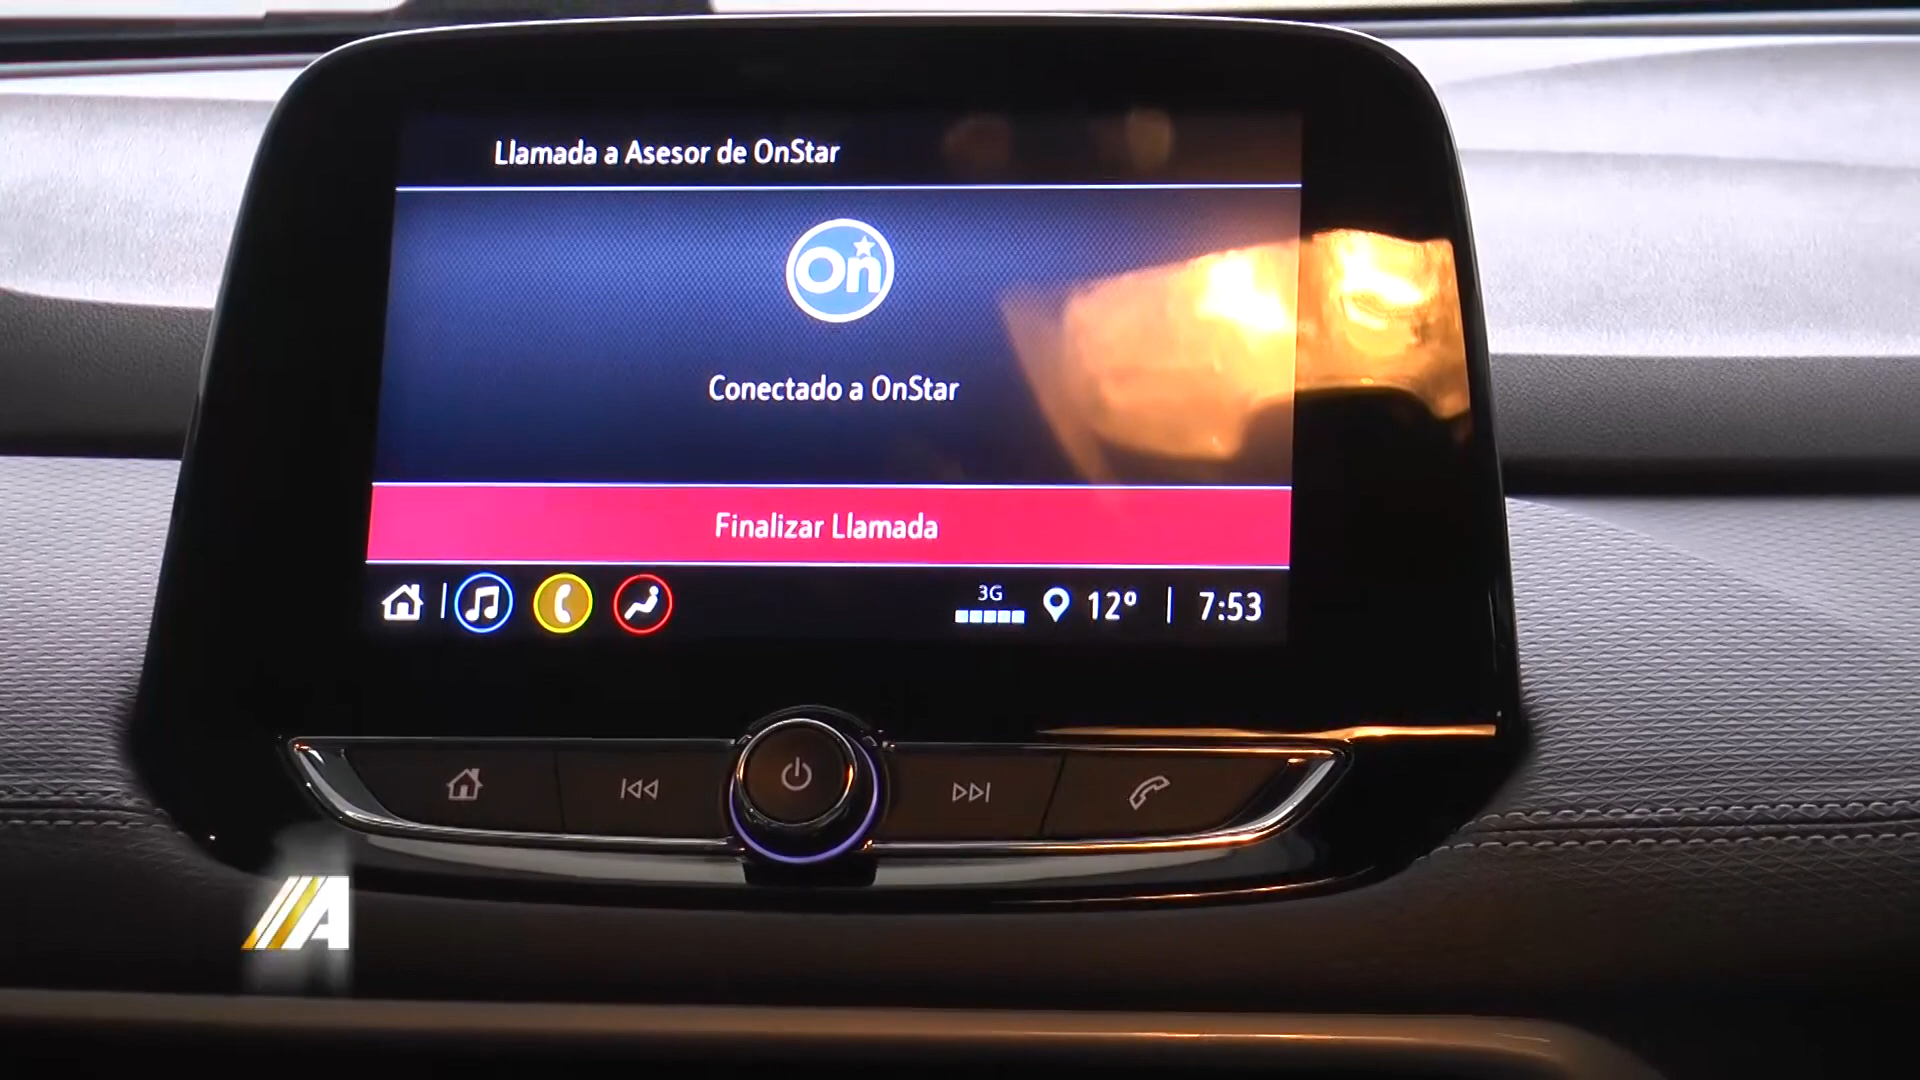 Llamada a Asesor de OnStar
On
Conectado a OnStar
Finalizar Llamada
3G
12° | 7:53
A